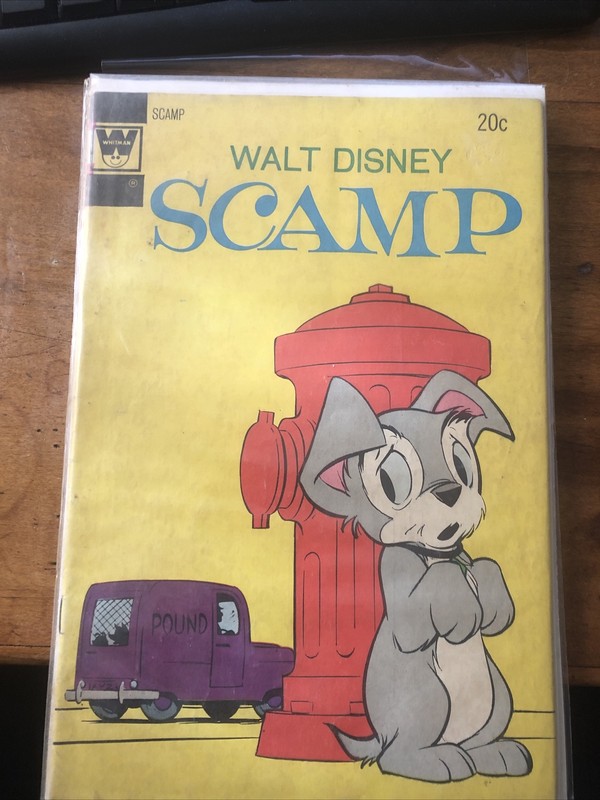 SCAMP
20c
WHITMAN
®
WALT DISNEY
SCAMP
POUND